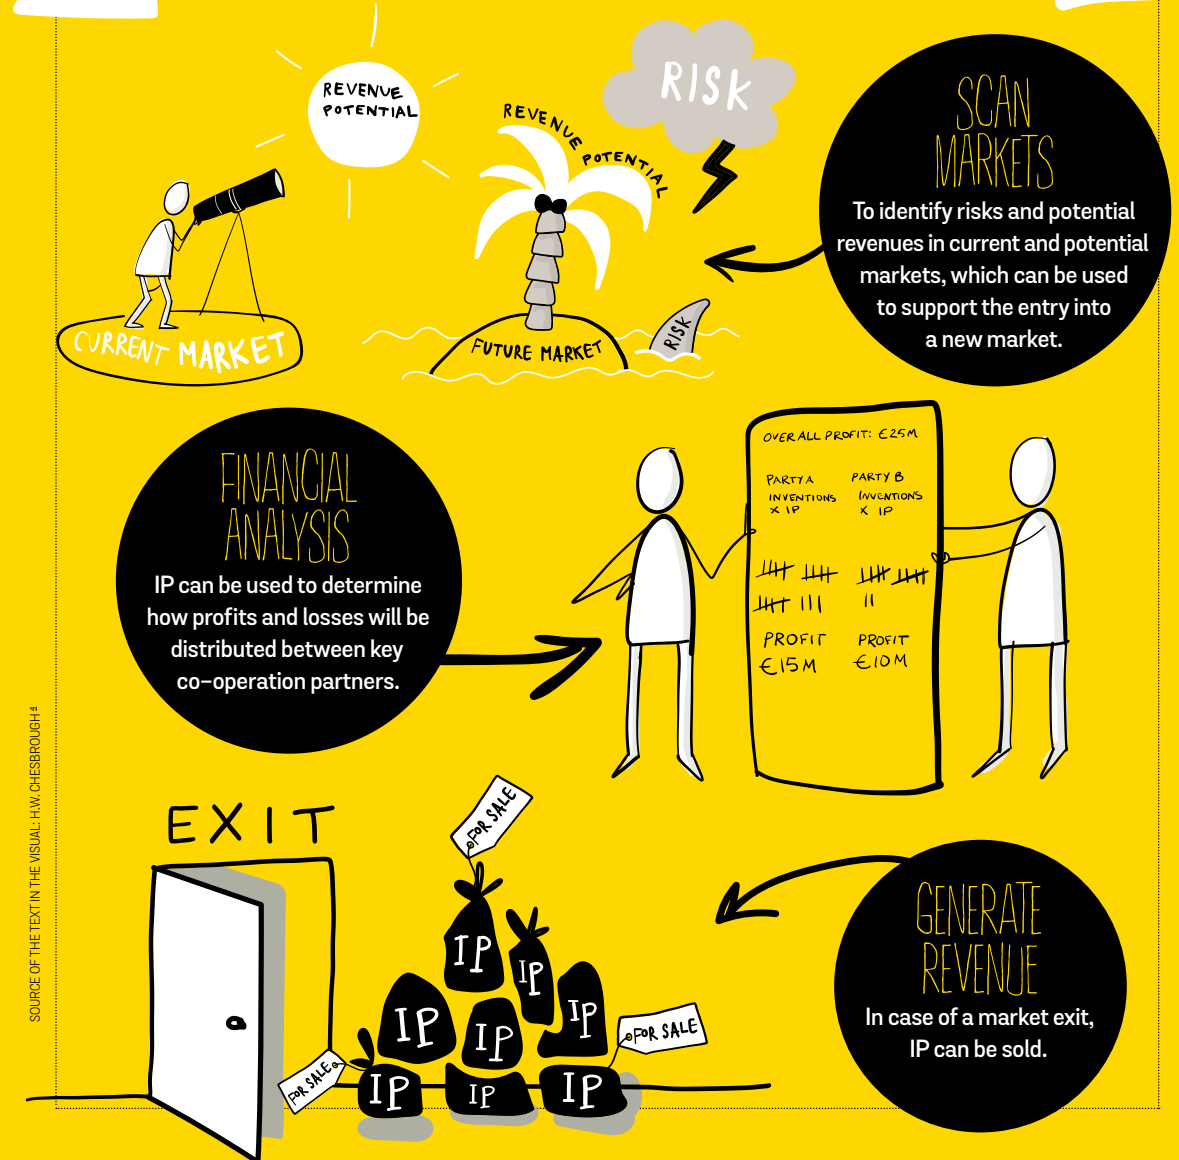 REVENUE
POTENTIAL
REVENUE POTENTIAL
RISK
SCAN
MARKETS
To identify risks and potential
revenues in current and potential
markets, which can be used
to support the entry into
a new market.
CURRENT MARKET
FUTURE MARKET
RISK
FINANCIAL
ANALYSIS
IP can be used to determine
how profits and losses will be
distributed between key
co-operation partners.
OVERALL PROFIT: €25M
PARTY A
INVENTIONS
X IP
PROFIT
€15M
PARTY B
INVENTIONS
X IP
PROFIT
€10M
SOURCE OF THE TEXT IN THE VISUAL: H.W. CHESBROUGH⁴
EXIT
FOR SALE
IP
IP
IP
IP
IP
FOR SALE
FOR SALE
IP
IP
IP
GENERATE
REVENUE
In case of a market exit,
IP can be sold.